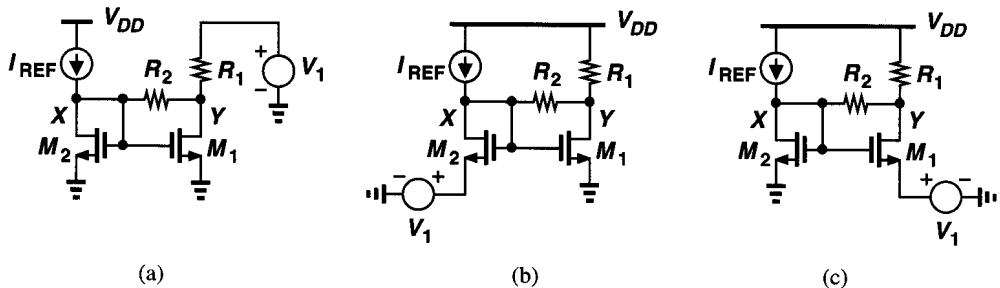 V_DD
I_REF
R_2
R_1
+
−
V_1
X
Y
M_2
M_1
(a)
V_DD
I_REF
R_2
R_1
X
Y
M_2
M_1
− +
V_1
(b)
V_DD
I_REF
R_2
R_1
X
Y
M_2
M_1
+ −
V_1
(c)